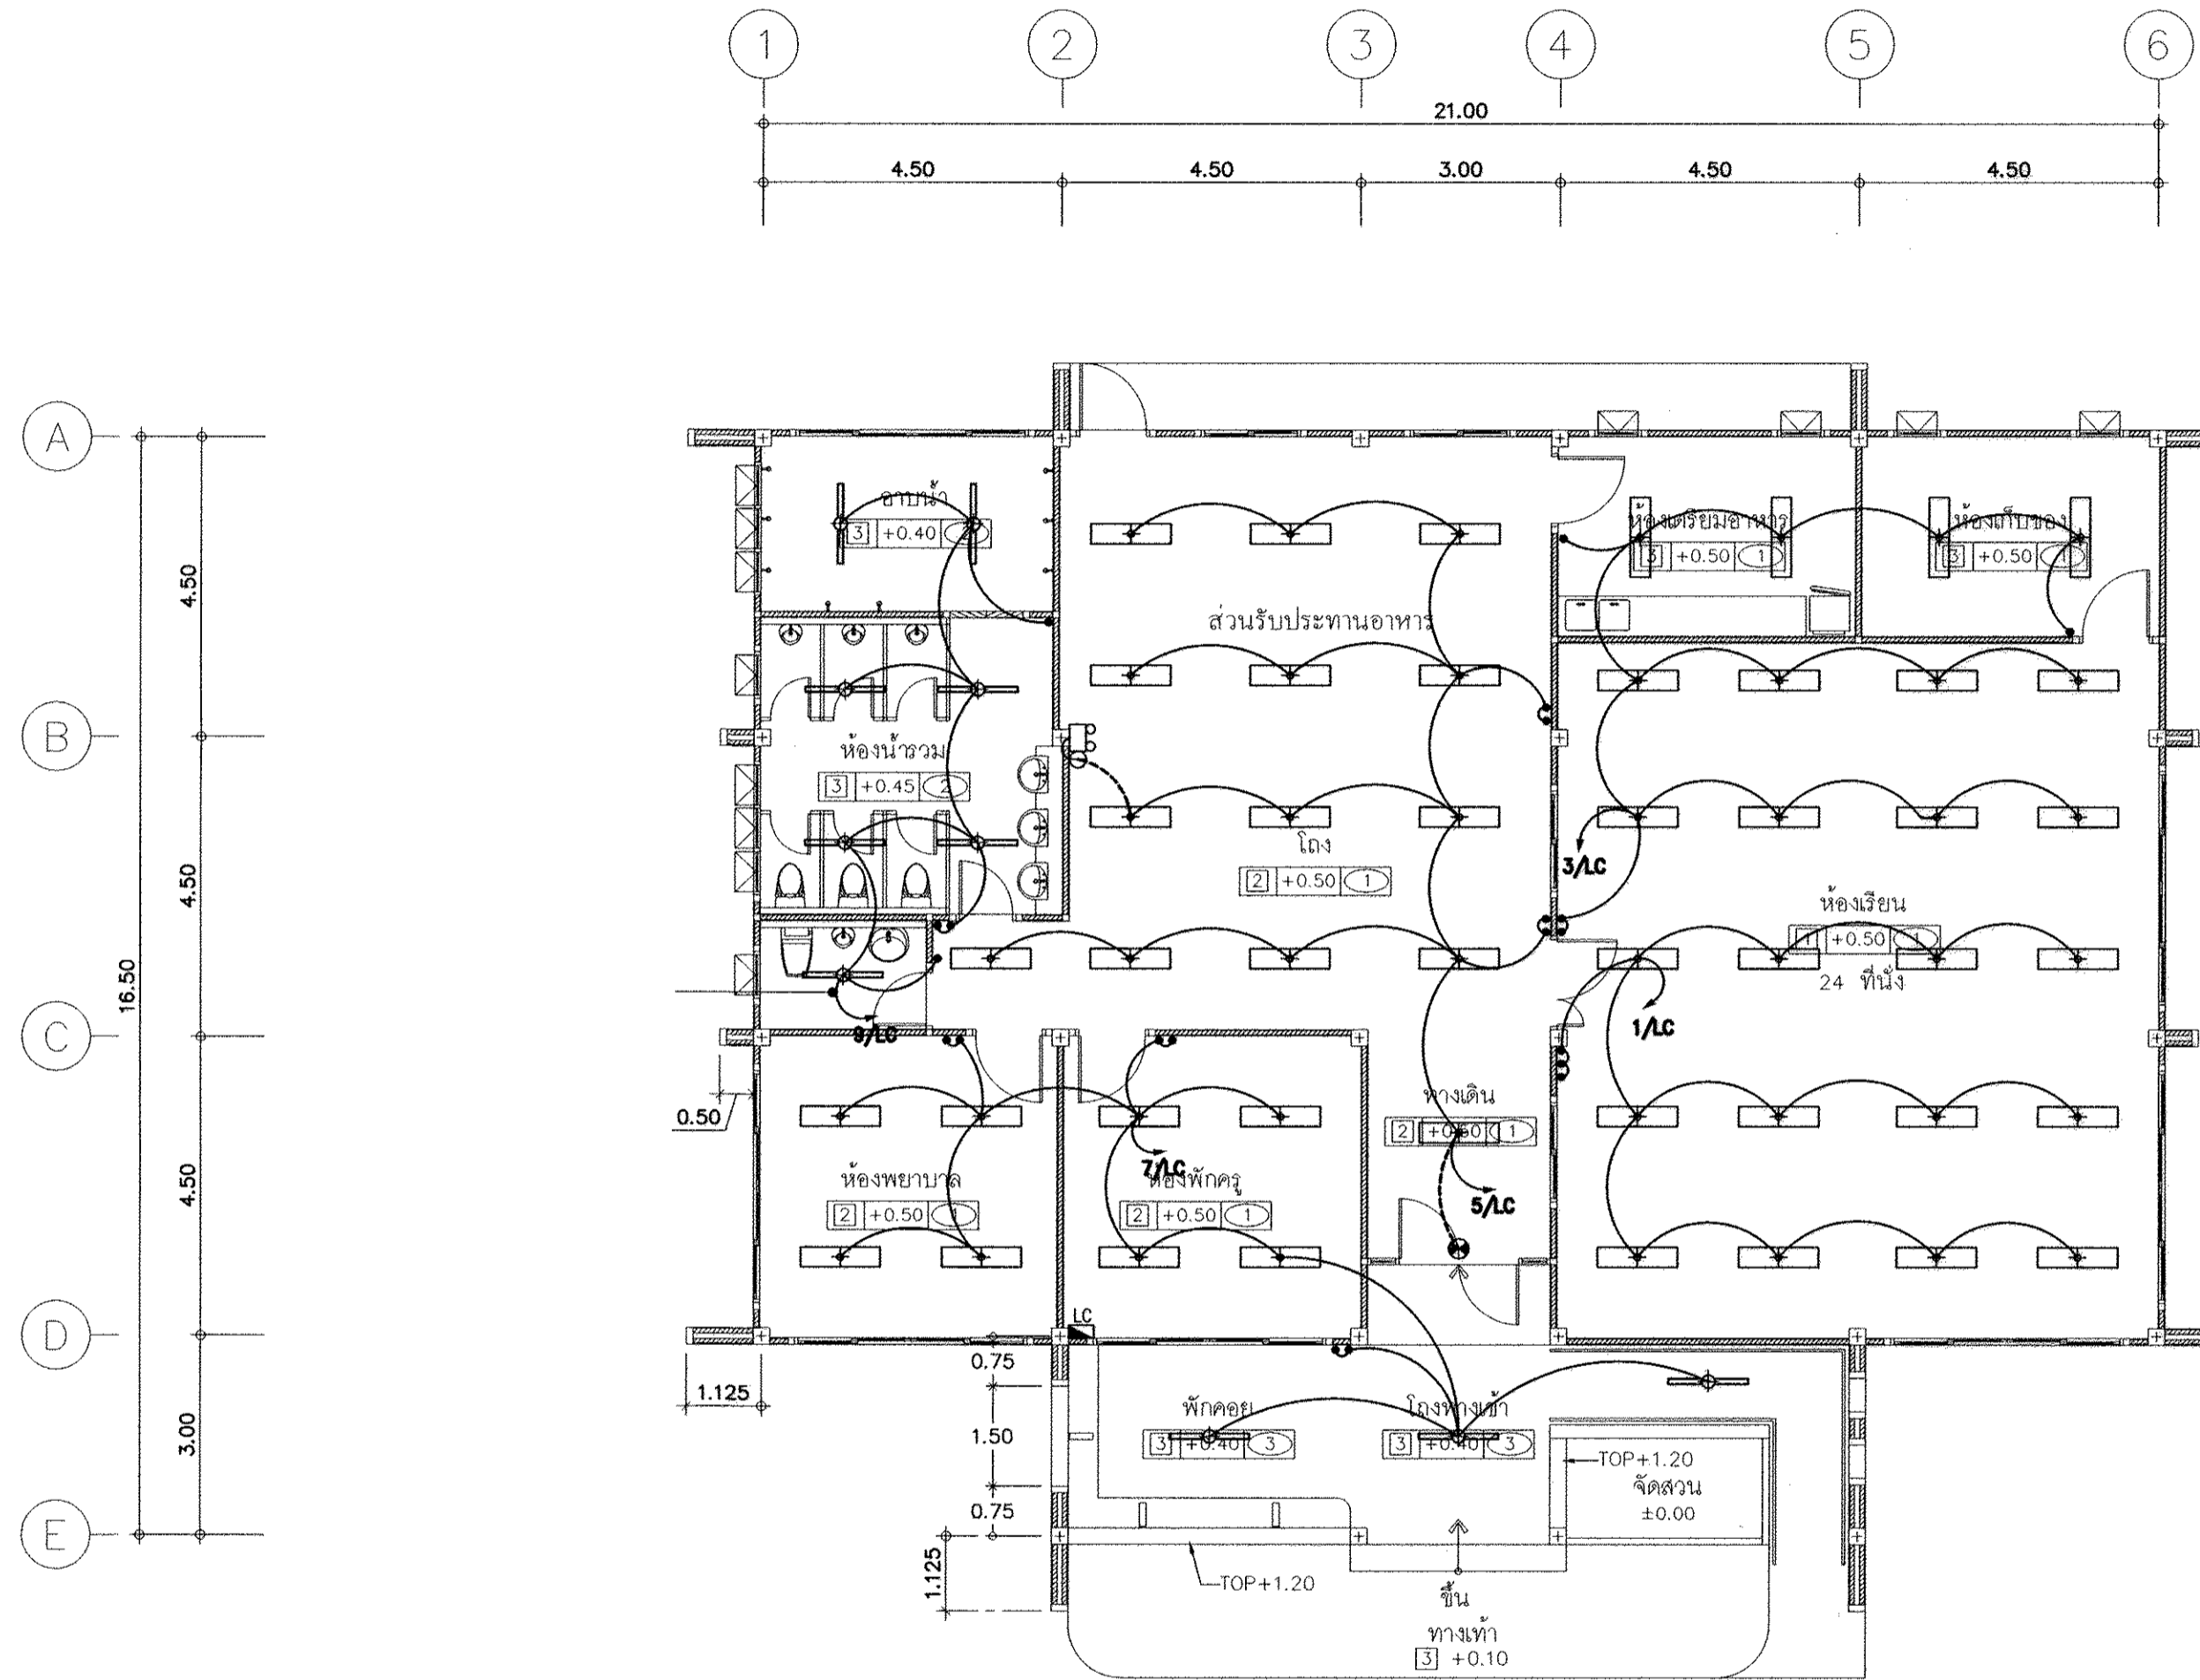 1 2 3 4 5 6
21.00
4.50 4.50 3.00 4.50 4.50
A
B
C
D
E
16.50
4.50
4.50
4.50
3.00
อาบน้ำ
3 +0.40 2
ห้องเตรียมอาหาร
3 +0.50 1
ห้องเก็บของ
3 +0.50 1
ส่วนรับประทานอาหาร
ห้องน้ำรวม
3 +0.45 2
โถง
2 +0.50 1
3/LC
ห้องเรียน
1 +0.50 1
24 ที่นั่ง
1/LC
9/LC
0.50
ทางเดิน
2 +0.50 1
7/LC
5/LC
ห้องพยาบาล
2 +0.50 1
ห้องพักครู
2 +0.50 1
LC
0.75
1.125
1.50
0.75
1.125
พักคอย
3 +0.40 3
โถงทางเข้า
3 +0.40 3
TOP+1.20
จัดสวน
±0.00
TOP+1.20
ขึ้น
ทางเท้า
3 +0.10